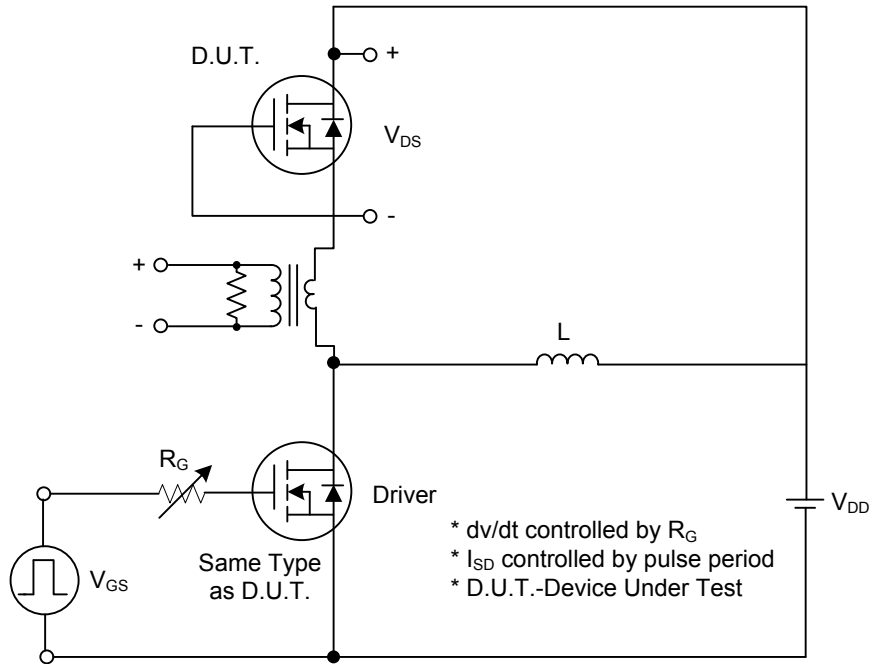 D.U.T.
+
V_DS
-
+
-
L
R_G
Driver
V_DD
V_GS
Same Type
as D.U.T.
* dv/dt controlled by R_G
* I_SD controlled by pulse period
* D.U.T.-Device Under Test